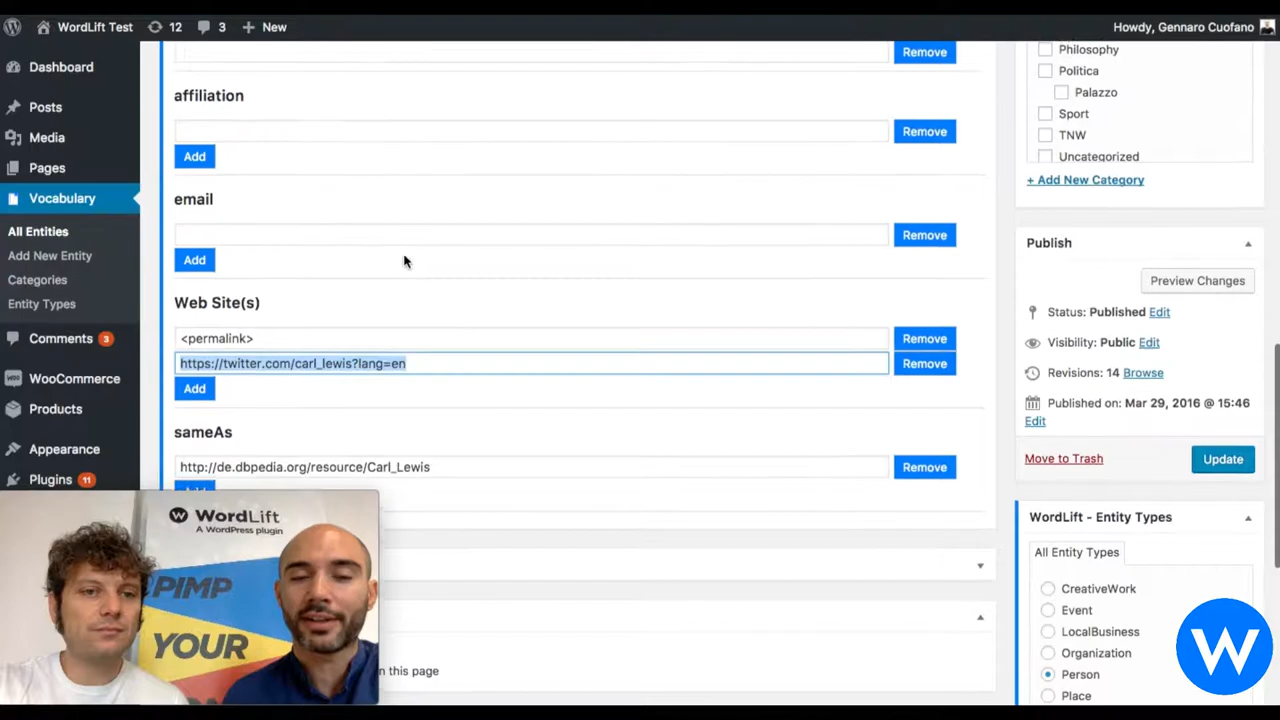 WordLift Test
12
3
New
Howdy, Gennaro Cuofano
Dashboard
Posts
Media
Pages
Vocabulary
All Entities
Add New Entity
Categories
Entity Types
Comments 3
WooCommerce
Products
Appearance
Plugins 11
Remove
affiliation
Remove
Add
email
Remove
Add
Web Site(s)
<permalink>
Remove
https://twitter.com/carl_lewis?lang=en
Remove
Add
sameAs
http://de.dbpedia.org/resource/Carl_Lewis
Remove
n this page
Philosophy
Politica
Palazzo
Sport
TNW
Uncategorized
+ Add New Category
Publish
Preview Changes
Status: Published Edit
Visibility: Public Edit
Revisions: 14 Browse
Published on: Mar 29, 2016 @ 15:46
Edit
Move to Trash
Update
WordLift - Entity Types
All Entity Types
CreativeWork
Event
LocalBusiness
Organization
Person
Place
WordLift
A WordPress plugin
PIMP
YOUR
W